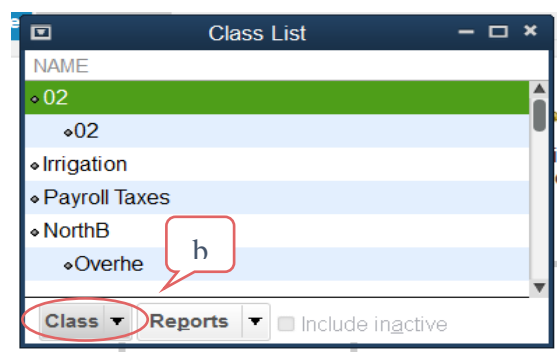 Class List
NAME
02
02
Irrigation
Payroll Taxes
NorthB
Overhe
b
Class Reports Include inactive